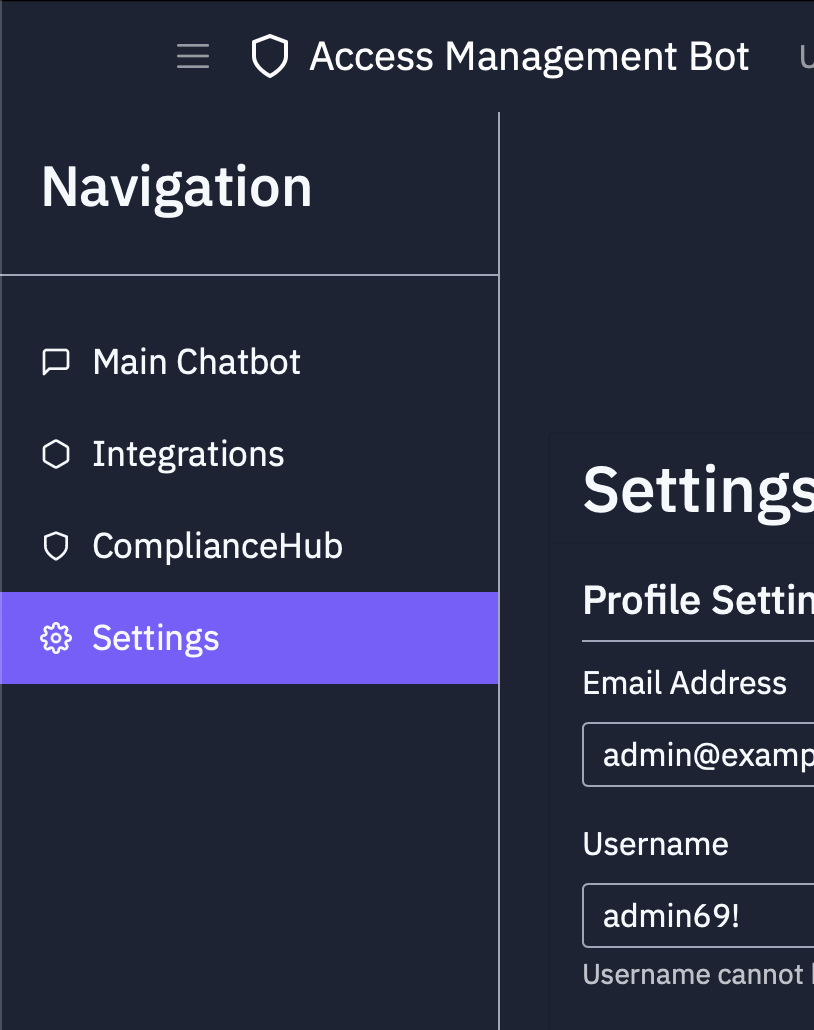 Access Management Bot
Navigation
Main Chatbot
Integrations
ComplianceHub
Settings
Settings
Profile Settin
Email Address
admin@examp
Username
admin69!
Username cannot